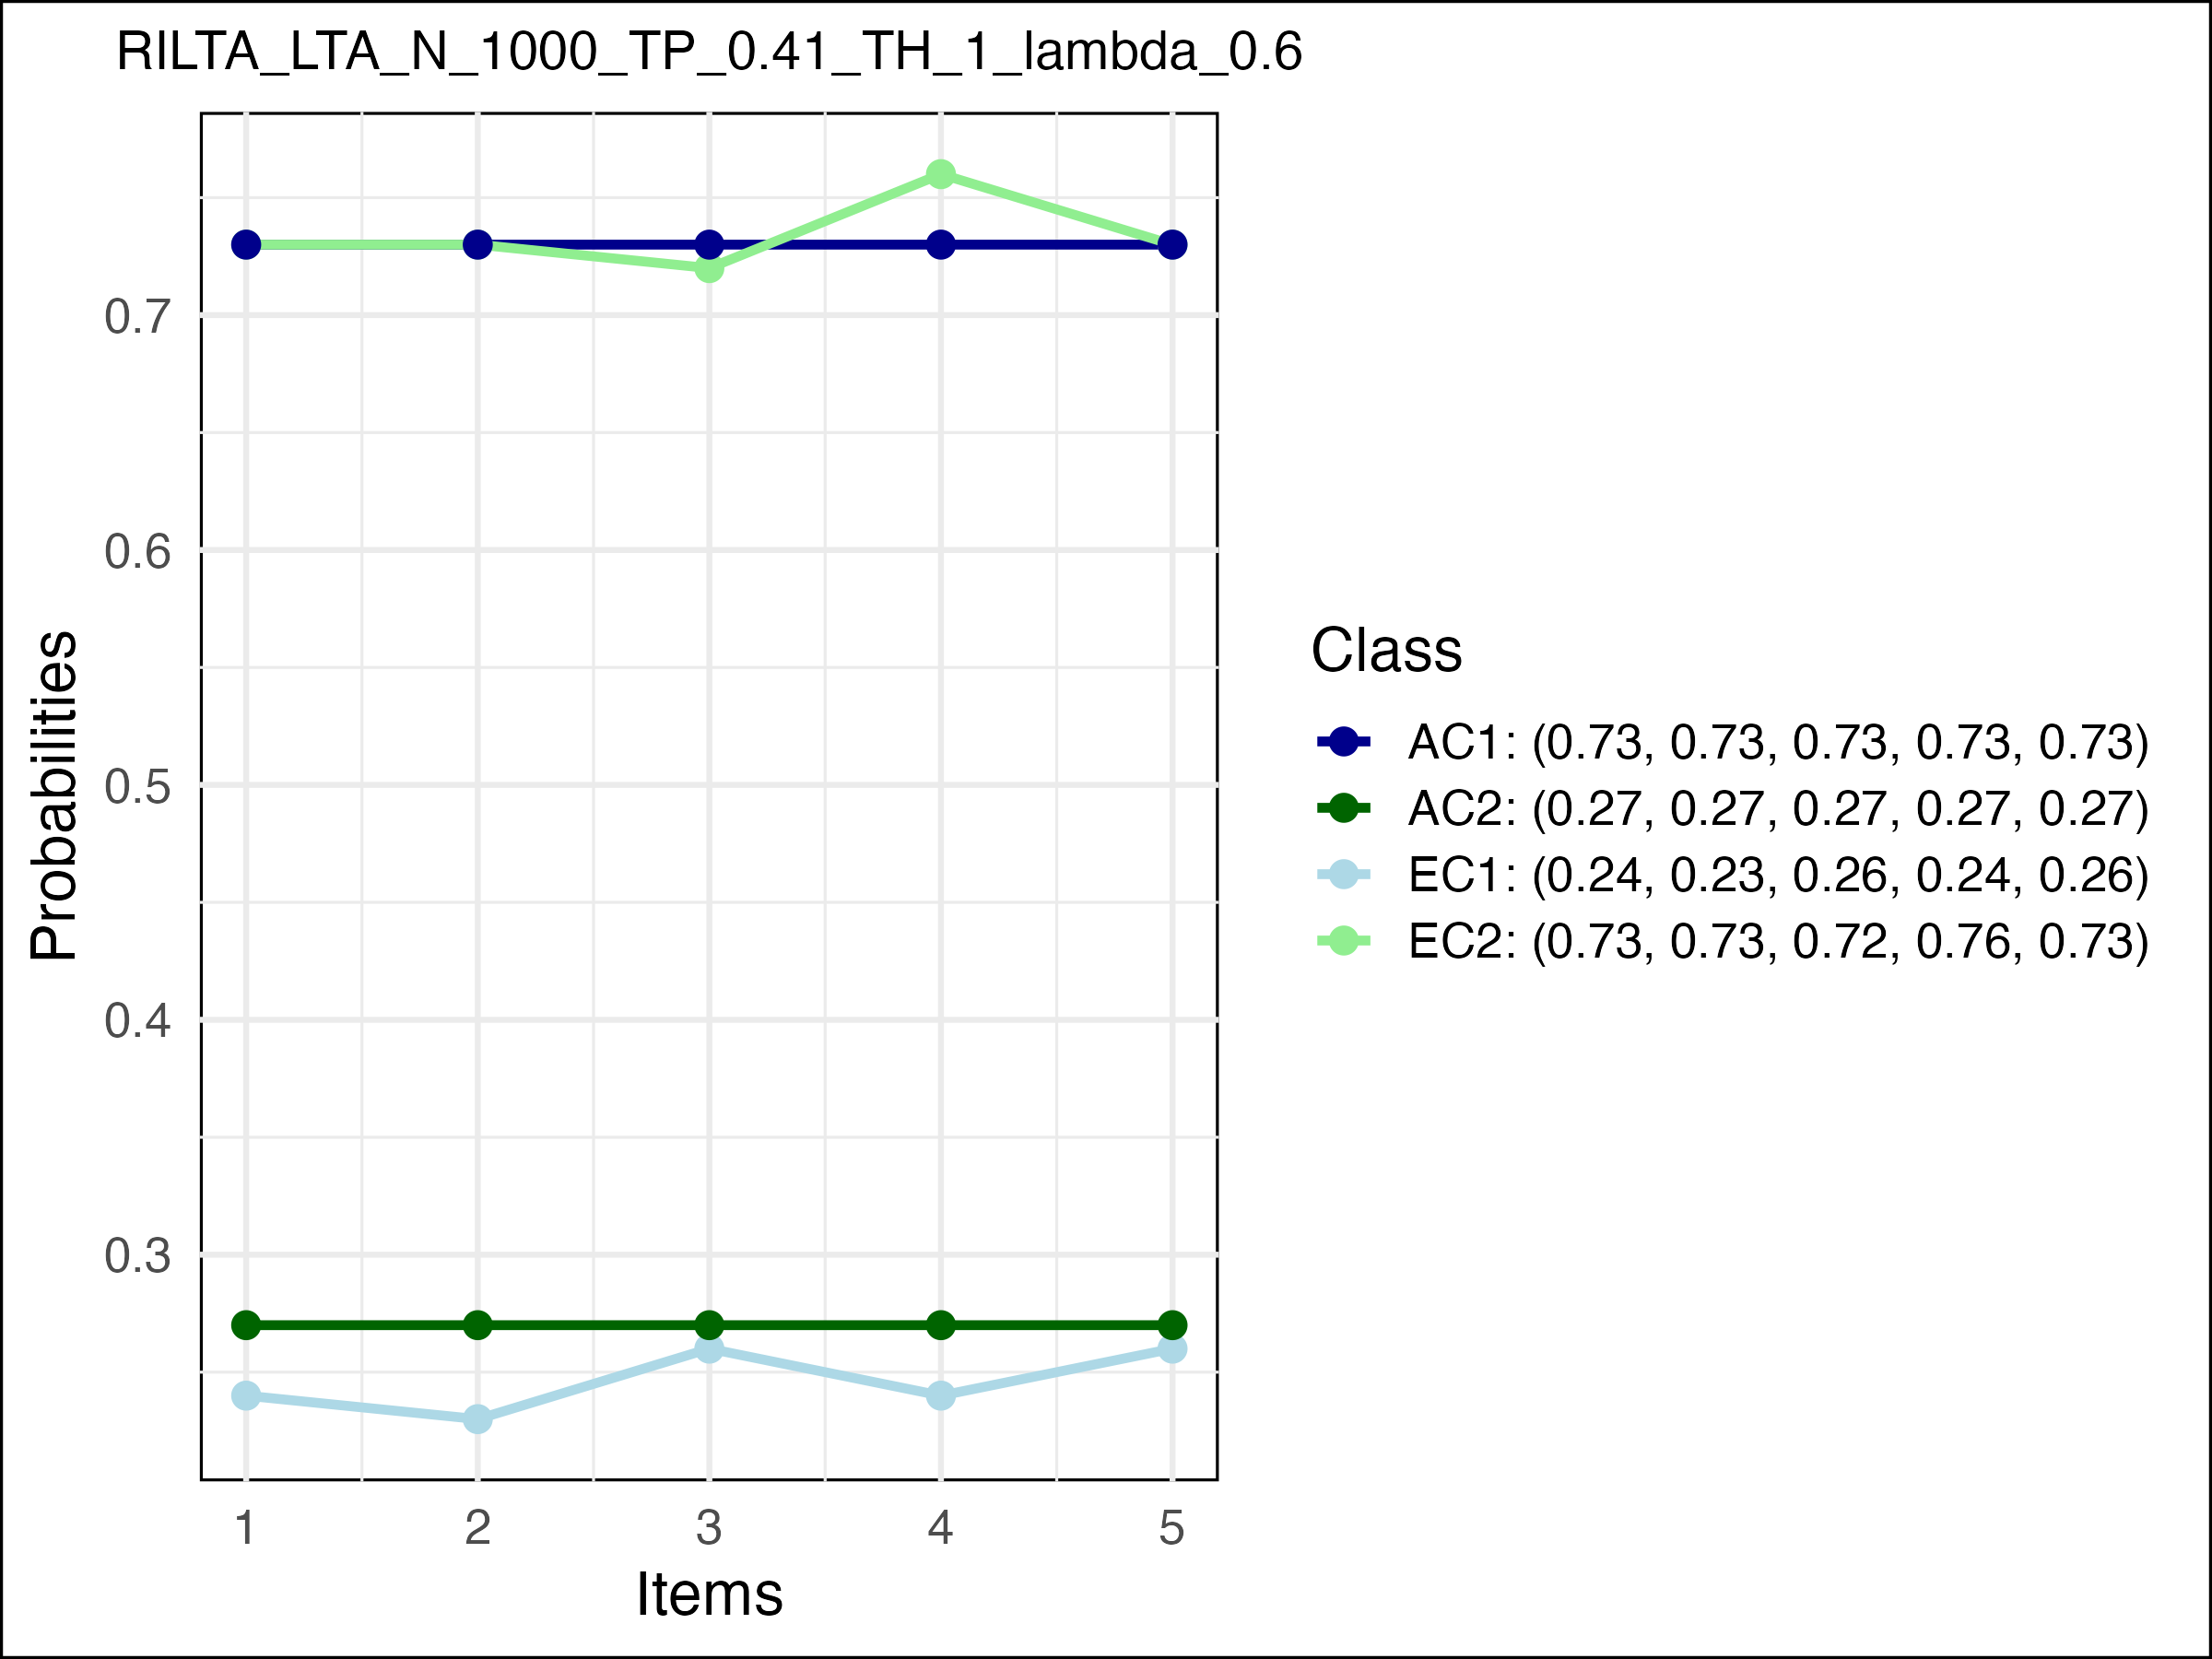 RILTA_LTA_N_1000_TP_0.41_TH_1_lambda_0.6
Probabilities
0.7
0.6
0.5
0.4
0.3
1 2 3 4 5
Items
Class
AC1: (0.73, 0.73, 0.73, 0.73, 0.73)
AC2: (0.27, 0.27, 0.27, 0.27, 0.27)
EC1: (0.24, 0.23, 0.26, 0.24, 0.26)
EC2: (0.73, 0.73, 0.72, 0.76, 0.73)